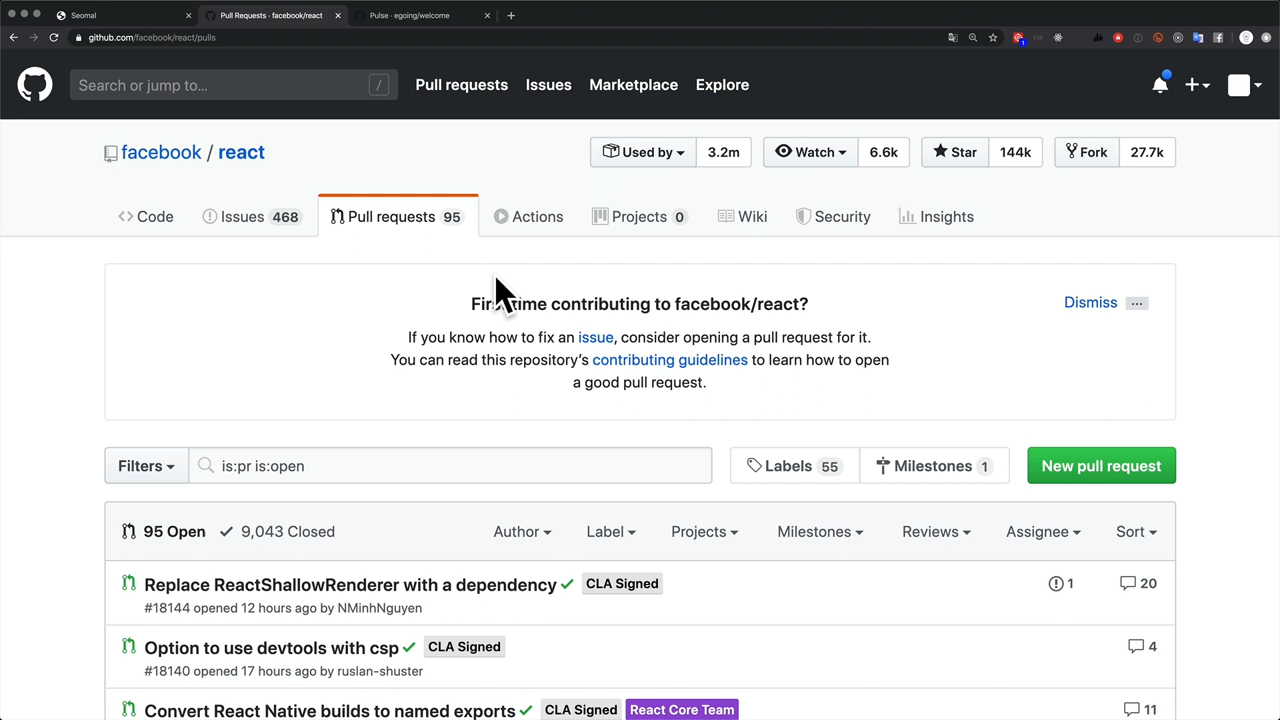 Seomal
Pull Requests · facebook/react
Pulse · egoing/welcome
github.com/facebook/react/pulls
1
Search or jump to…
/
Pull requests
Issues
Marketplace
Explore
facebook / react
Used by 3.2m
Watch 6.6k
Star 144k
Fork 27.7k
Code
Issues 468
Pull requests 95
Actions
Projects 0
Wiki
Security
Insights
time contributing to facebook/react?
Dismiss
If you know how to fix an issue, consider opening a pull request for it.
You can read this repository's contributing guidelines to learn how to open
a good pull request.
Filters
is:pr is:open
Labels 55
Milestones 1
New pull request
95 Open
9,043 Closed
Author
Label
Projects
Milestones
Reviews
Assignee
Sort
Replace ReactShallowRenderer with a dependency
CLA Signed
1
20
#18144 opened 12 hours ago by NMinhNguyen
Option to use devtools with csp
CLA Signed
4
#18140 opened 17 hours ago by ruslan-shuster
Convert React Native builds to named exports
CLA Signed
React Core Team
11